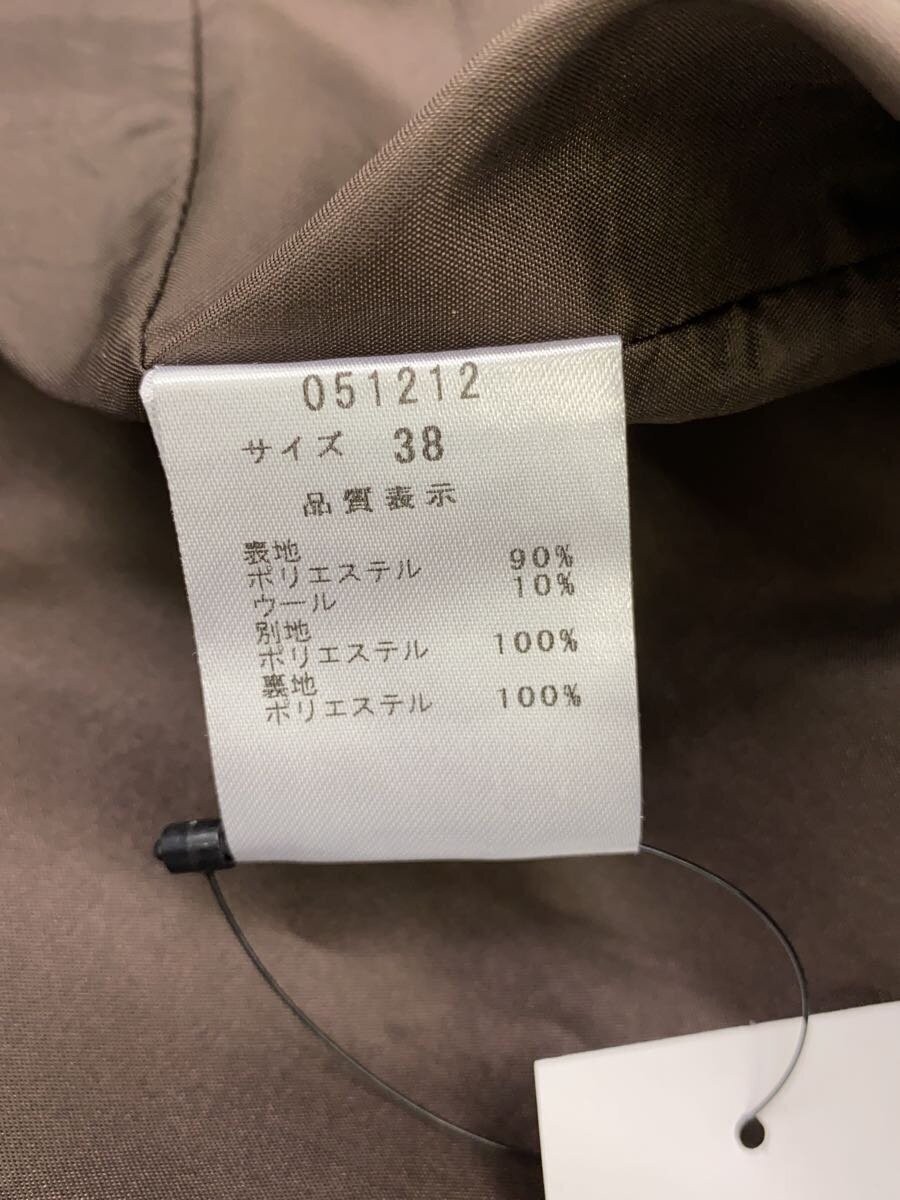 051212
サイズ 38
品質表示
表地
ポリエステル 90%
ウール 10%
別地
ポリエステル 100%
裏地
ポリエステル 100%